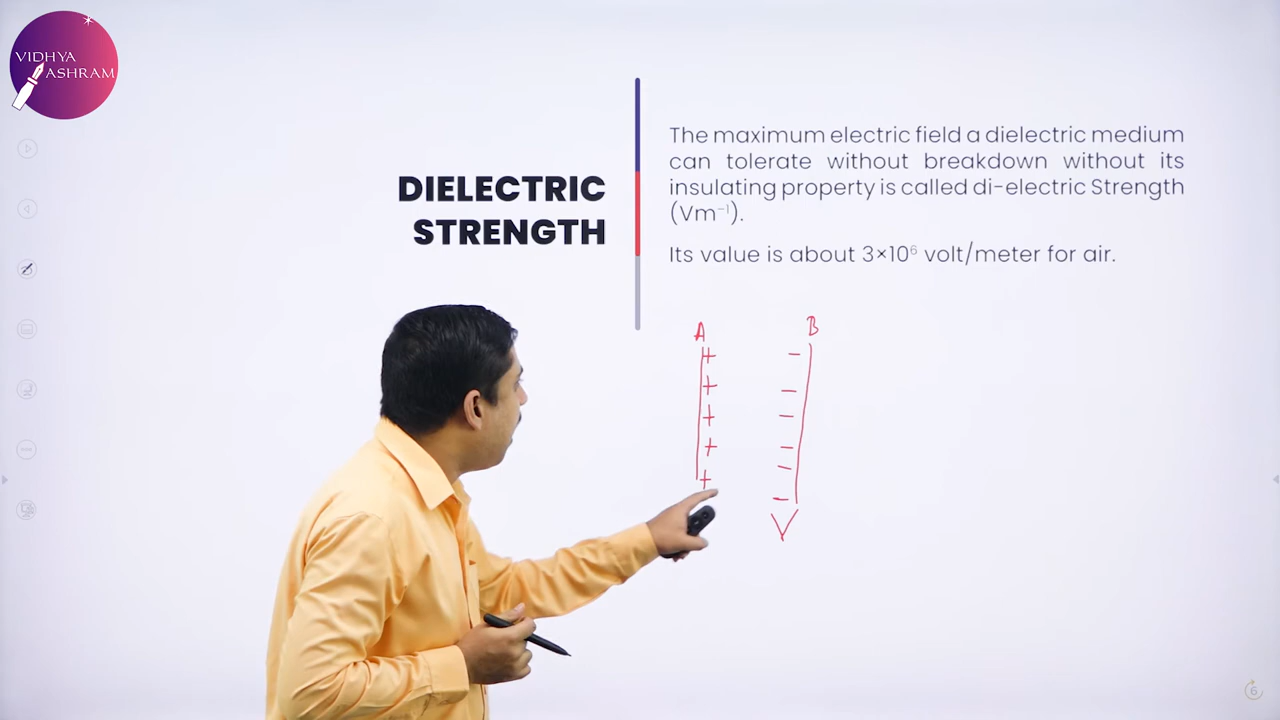 VIDHYA
ASHRAM
DIELECTRIC
STRENGTH
The maximum electric field a dielectric medium
can tolerate without breakdown without its
insulating property is called di-electric Strength
(Vm⁻¹).
Its value is about 3×10⁶ volt/meter for air.
A B
+ −
+ −
+ −
+ −
+ −
−
V
6